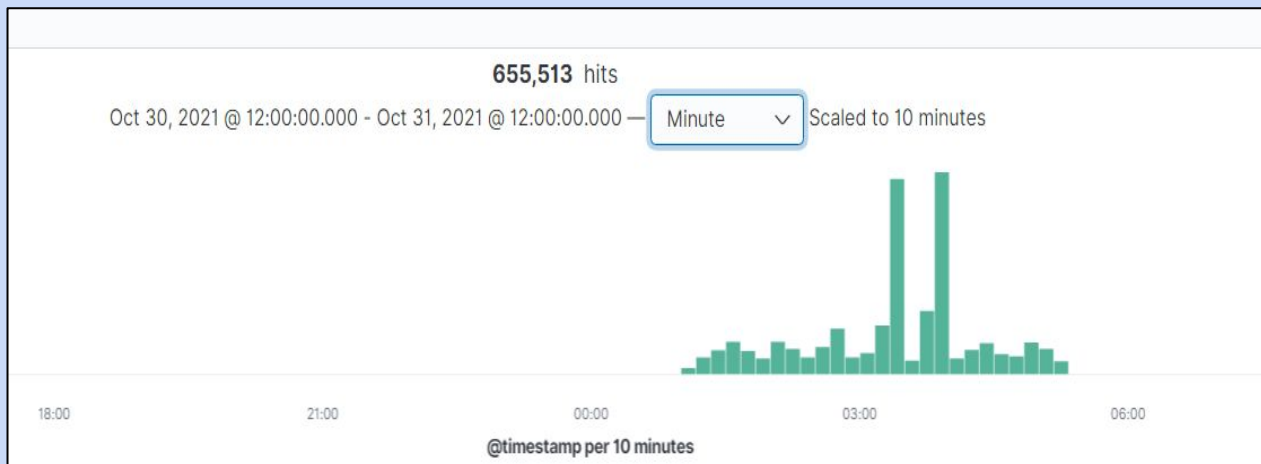 655,513 hits
Oct 30, 2021 @ 12:00:00.000 - Oct 31, 2021 @ 12:00:00.000 — Minute Scaled to 10 minutes
18:00 21:00 00:00 03:00 06:00
@timestamp per 10 minutes